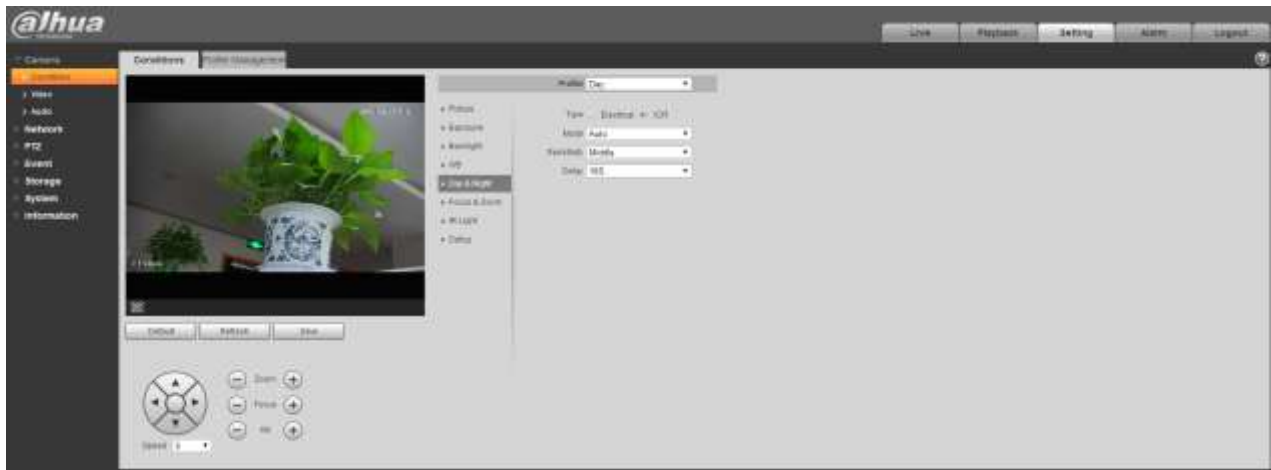 alhua
Live
Playback
Setting
Alarm
Logout
Camera
Conditions
Video
Audio
Network
PTZ
Event
Storage
System
Information
Conditions
Profile Management
Profile
Day
Focus
Exposure
Backlight
WB
Day & Night
Focus & Zoom
IR Light
Defog
Type
Electrical
ICR
Mode
Auto
Sensitivity
Middle
Delay
Default
Refresh
Save
Zoom
Focus
Iris
Speed